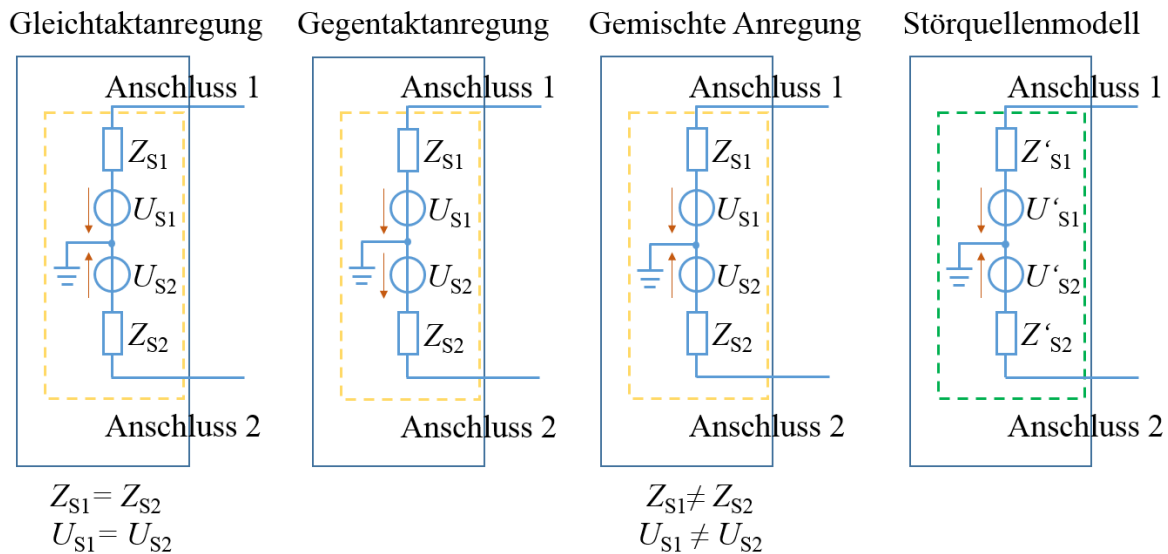 Gleichtaktanregung
Anschluss 1
Z_S1
U_S1
U_S2
Z_S2
Anschluss 2
Z_S1 = Z_S2
U_S1 = U_S2
Gegentaktanregung
Anschluss 1
Z_S1
U_S1
U_S2
Z_S2
Anschluss 2
Gemischte Anregung
Anschluss 1
Z_S1
U_S1
U_S2
Z_S2
Anschluss 2
Z_S1 ≠ Z_S2
U_S1 ≠ U_S2
Störquellenmodell
Anschluss 1
Z‘_S1
U‘_S1
U‘_S2
Z‘_S2
Anschluss 2